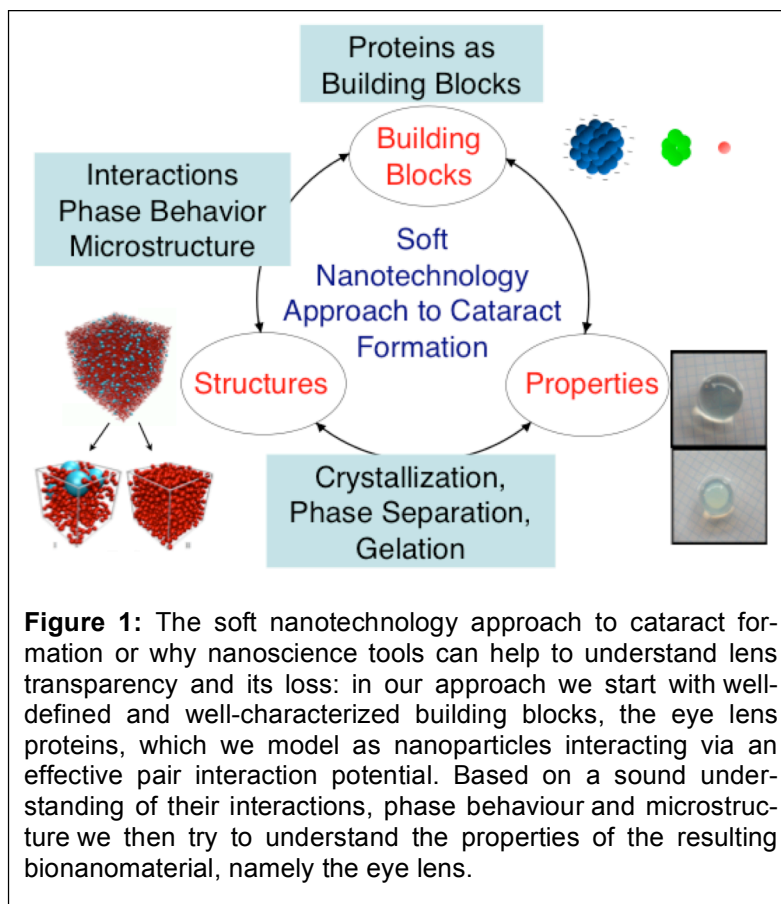 Proteins as
Building Blocks
Building
Blocks
Interactions
Phase Behavior
Microstructure
Soft
Nanotechnology
Approach to Cataract
Formation
Structures
Properties
Crystallization,
Phase Separation,
Gelation
Figure 1: The soft nanotechnology approach to cataract for-
mation or why nanoscience tools can help to understand lens
transparency and its loss: in our approach we start with well-
defined and well-characterized building blocks, the eye lens
proteins, which we model as nanoparticles interacting via an
effective pair interaction potential. Based on a sound under-
standing of their interactions, phase behaviour and microstruc-
ture we then try to understand the properties of the resulting
bionanomaterial, namely the eye lens.